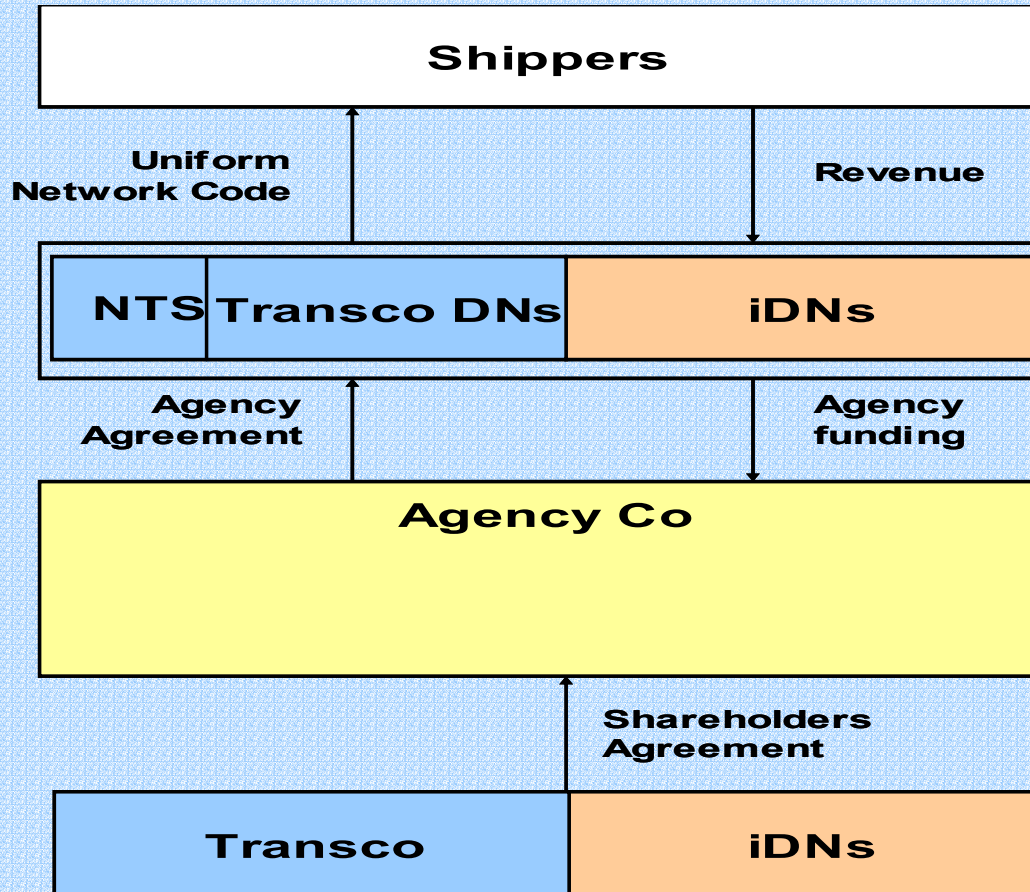 Shippers
Uniform
Network Code
Revenue
NTS
Transco DNs
iDNs
Agency
Agreement
Agency
funding
Agency Co
Shareholders
Agreement
Transco
iDNs